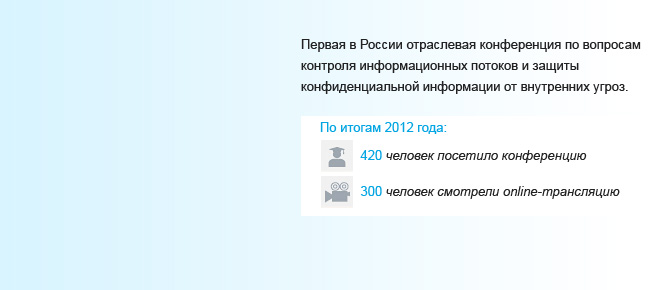 Первая в России отраслевая конференция по вопросам
контроля информационных потоков и защиты
конфиденциальной информации от внутренних угроз.
По итогам 2012 года:
420 человек посетило конференцию
300 человек смотрели online-трансляцию